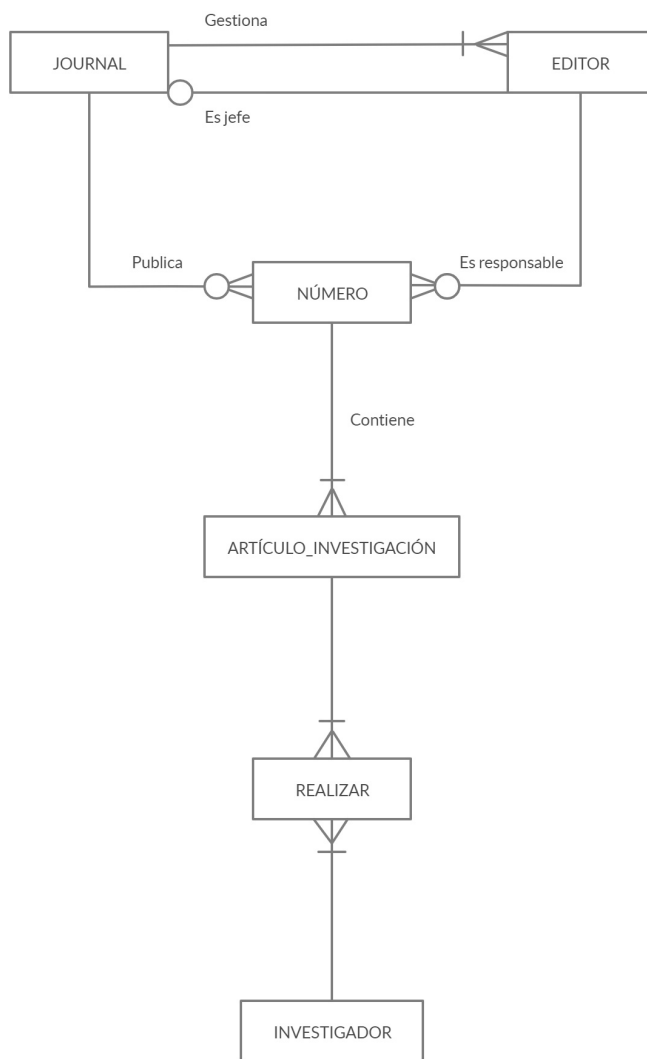 Gestiona
JOURNAL
EDITOR
Es jefe
Publica
Es responsable
NÚMERO
Contiene
ARTÍCULO_INVESTIGACIÓN
REALIZAR
INVESTIGADOR